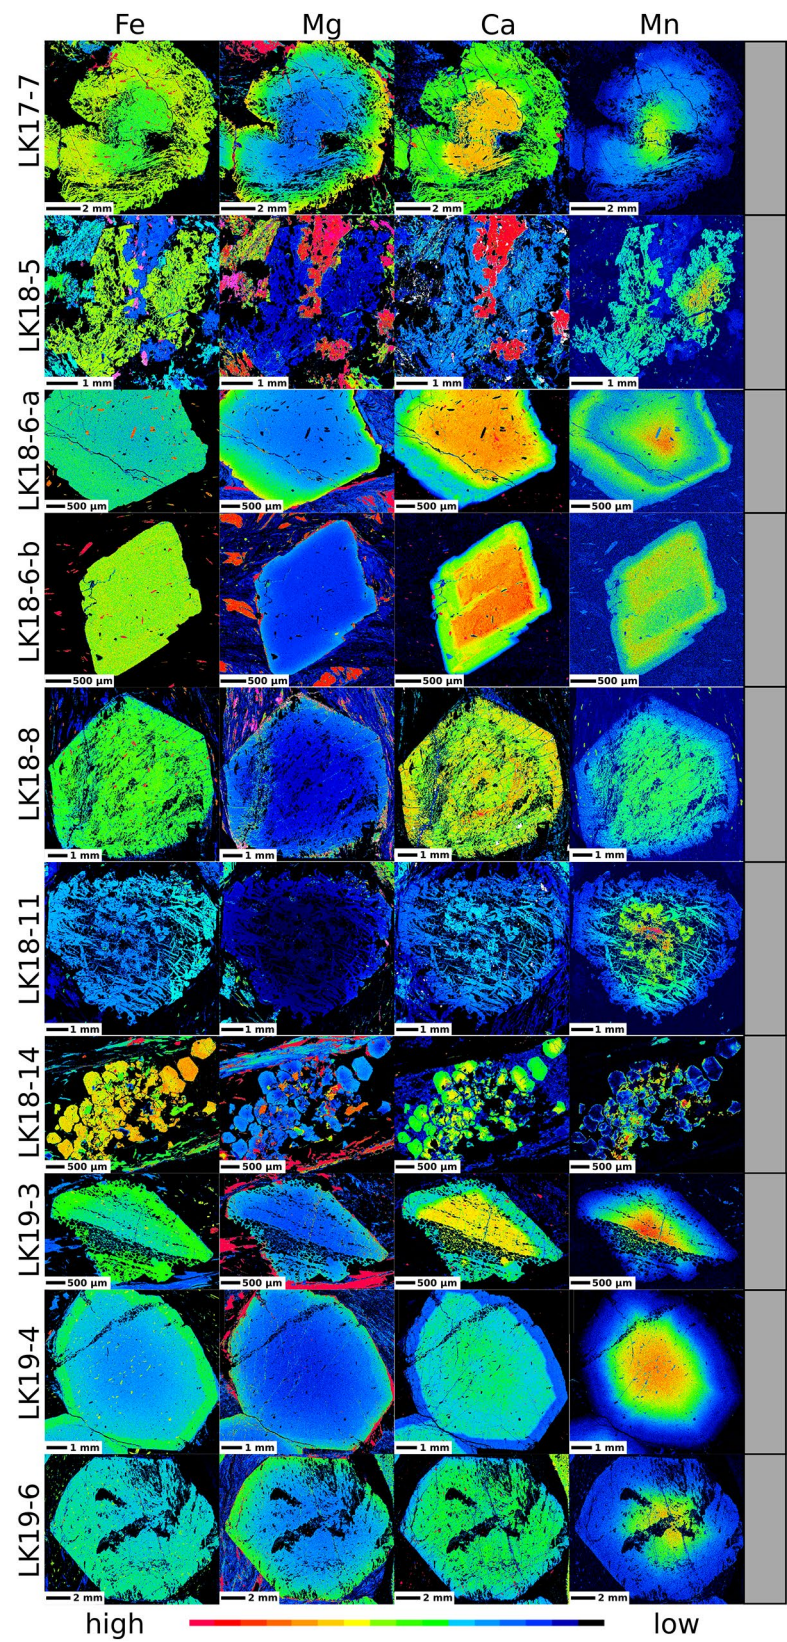 Fe Mg Ca Mn
LK17-7
2 mm 2 mm 2 mm 2 mm
LK18-5
1 mm 1 mm 1 mm 1 mm
LK18-6-a
500 µm 500 µm 500 µm 500 µm
LK18-6-b
500 µm 500 µm 500 µm 500 µm
LK18-8
1 mm 1 mm 1 mm 1 mm
LK18-11
1 mm 1 mm 1 mm 1 mm
LK18-14
500 µm 500 µm 500 µm 500 µm
LK19-3
500 µm 500 µm 500 µm 500 µm
LK19-4
1 mm 1 mm 1 mm 1 mm
LK19-6
2 mm 2 mm 2 mm 2 mm
high low